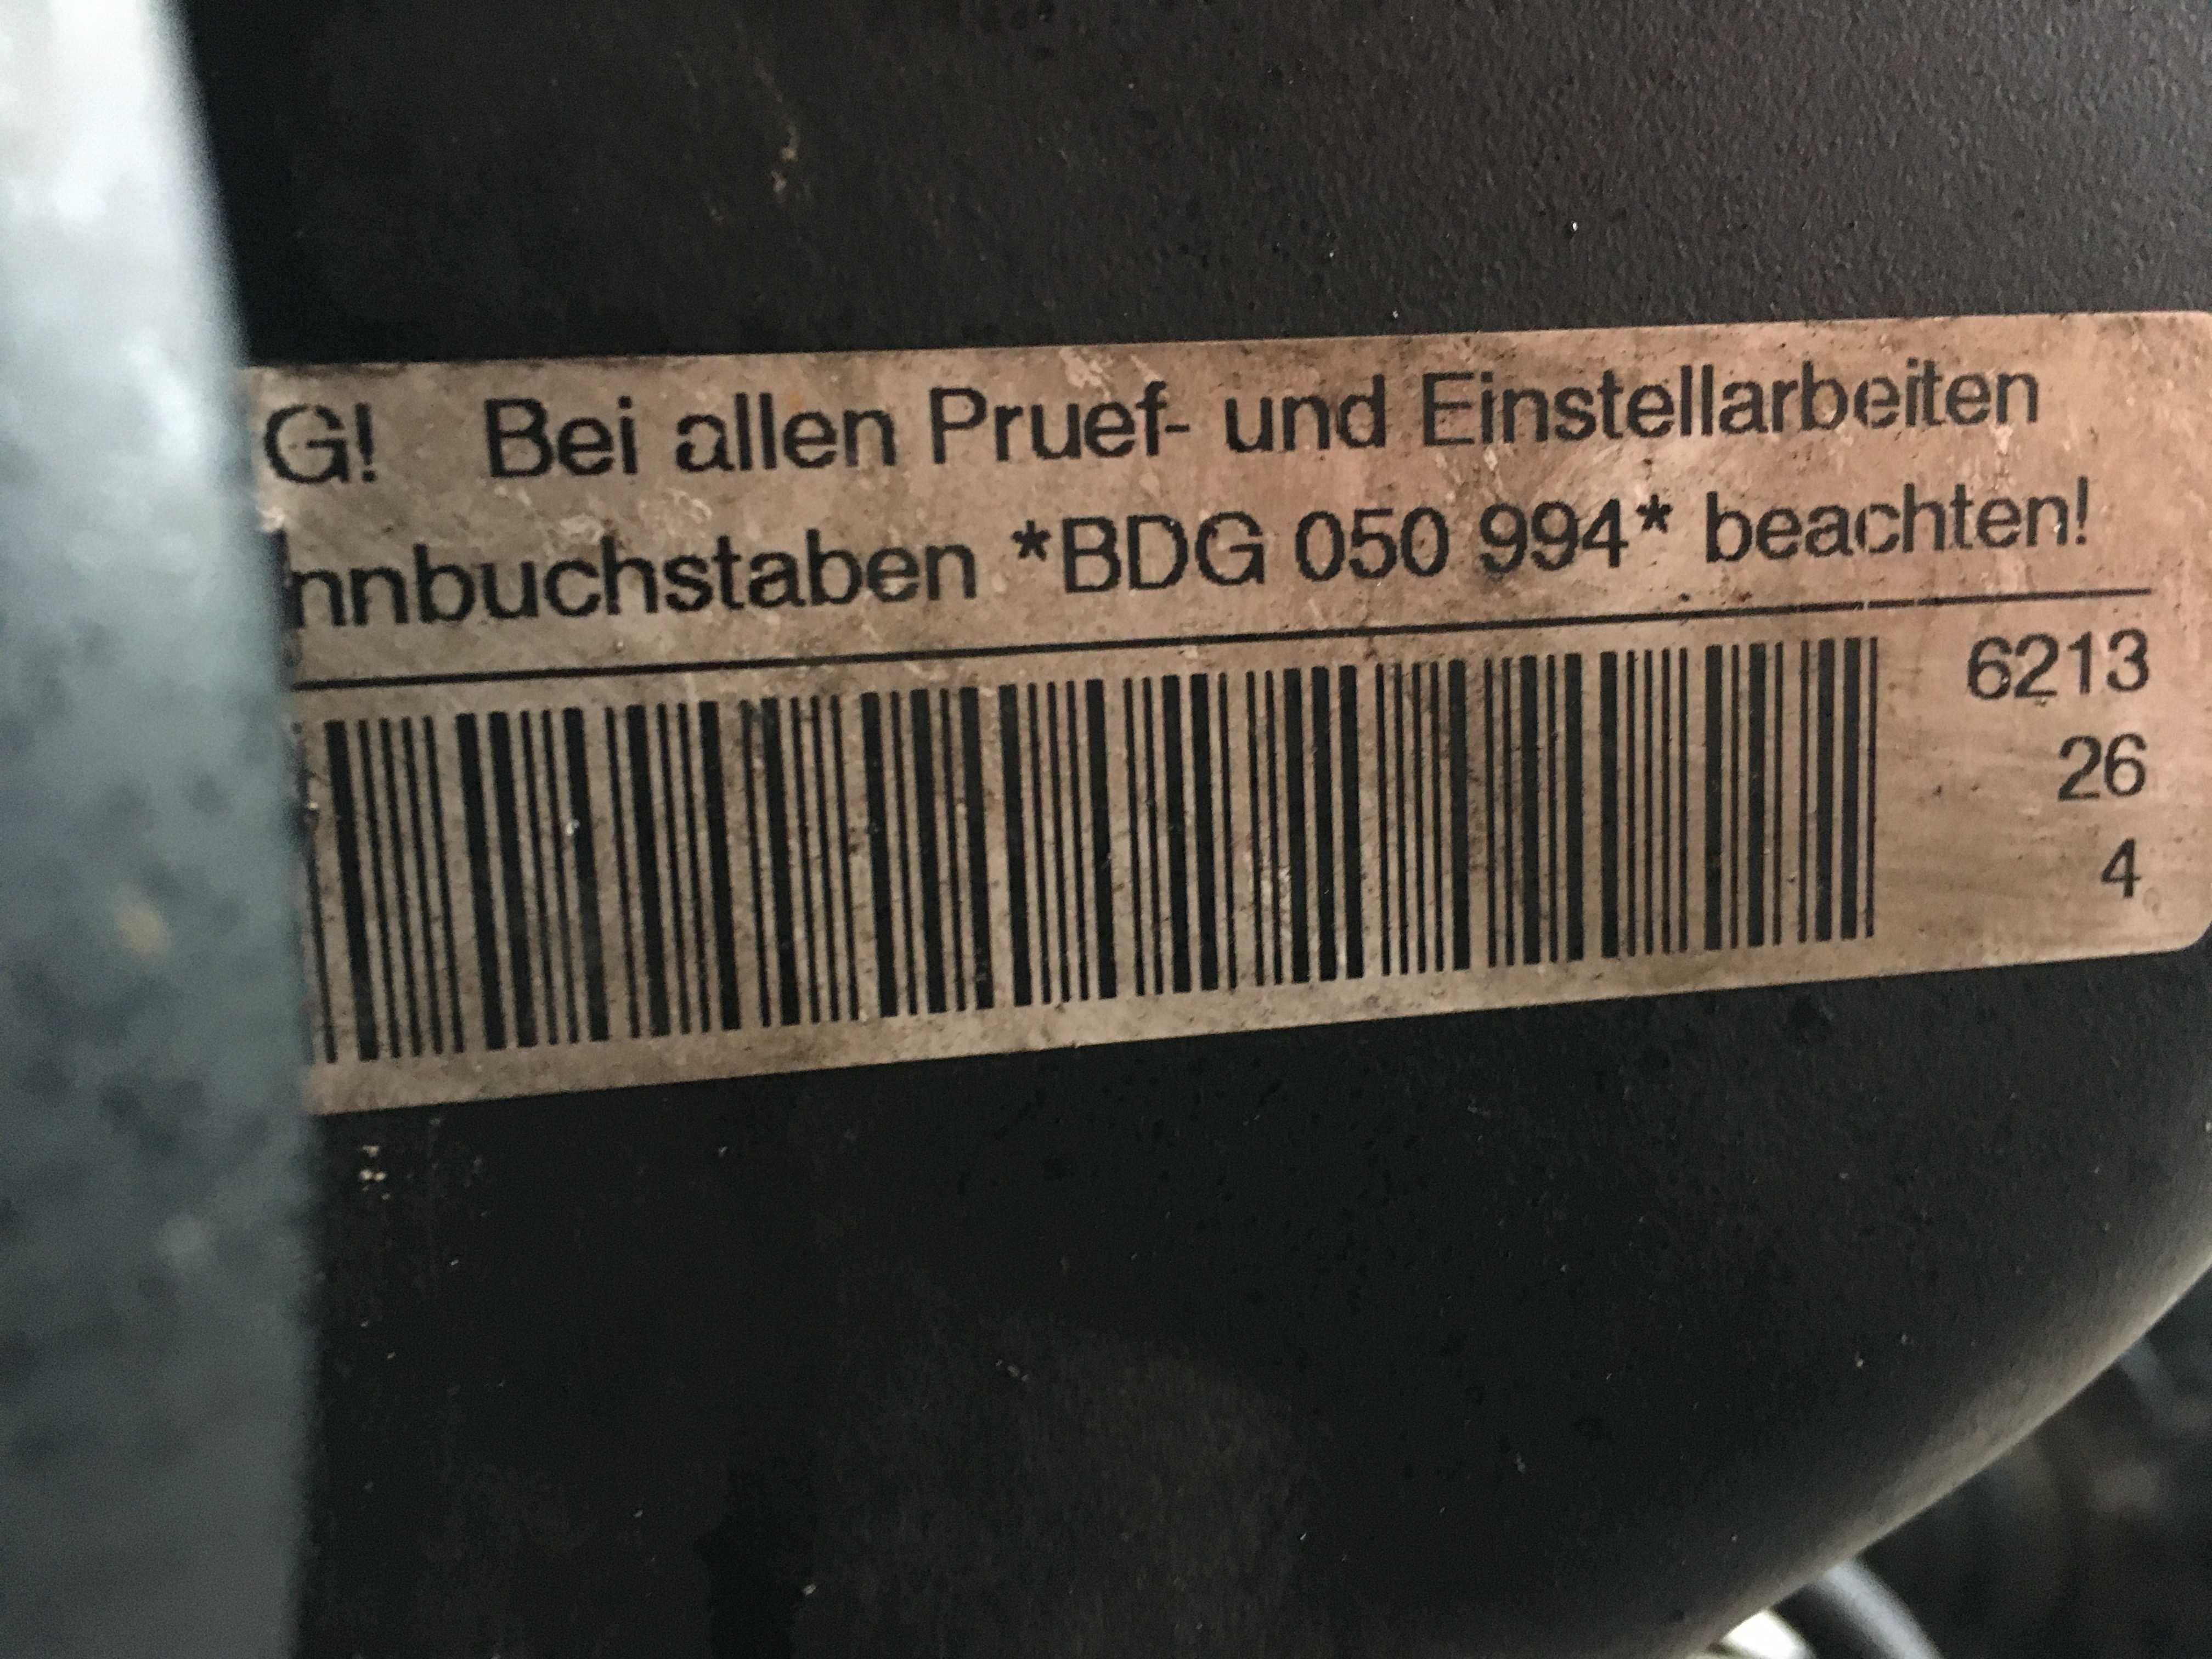 G! Bei allen Pruef- und Einstellarbeiten
nnbuchstaben *BDG 050 994* beachten!
6213
26
4